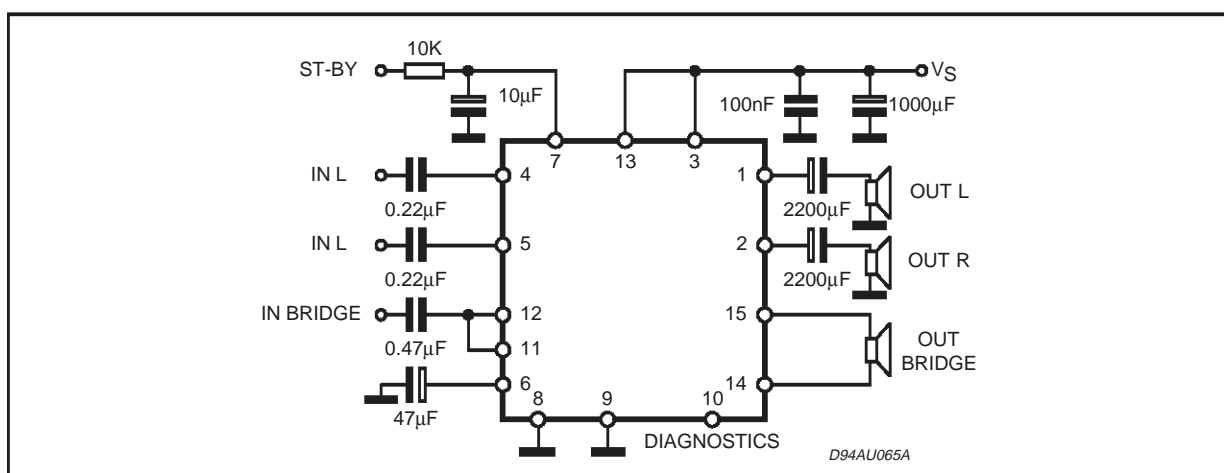 10K
ST-BY
10µF
100nF
1000µF
VS
7
13
3
IN L
0.22µF
4
1
2200µF
OUT L
IN L
0.22µF
5
2
2200µF
OUT R
IN BRIDGE
0.47µF
12
11
15
OUT
BRIDGE
14
47µF
6
8
9
10
DIAGNOSTICS
D94AU065A